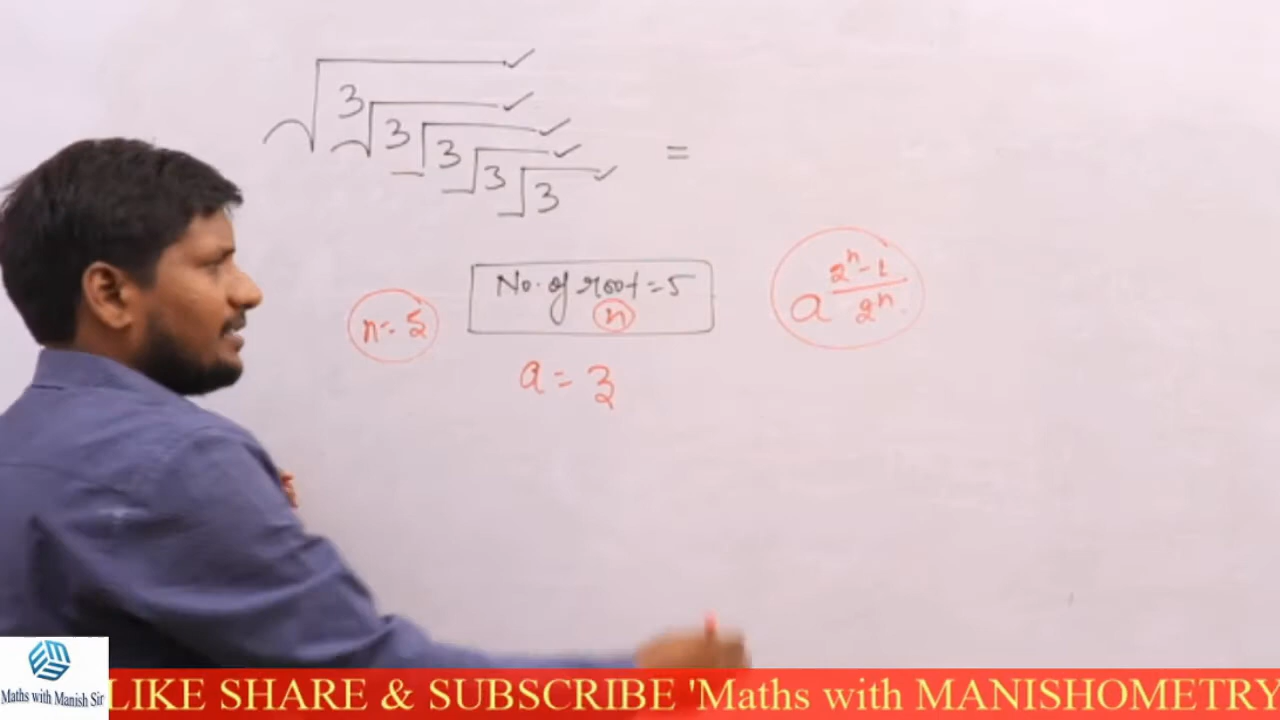 √3√3√3√3√3 =
No. of root = 5
n
n = 5
a = 3
a^(2^n - 1)/(2^n)
Maths with Manish Sir
LIKE SHARE & SUBSCRIBE 'Maths with MANISHOMETRY